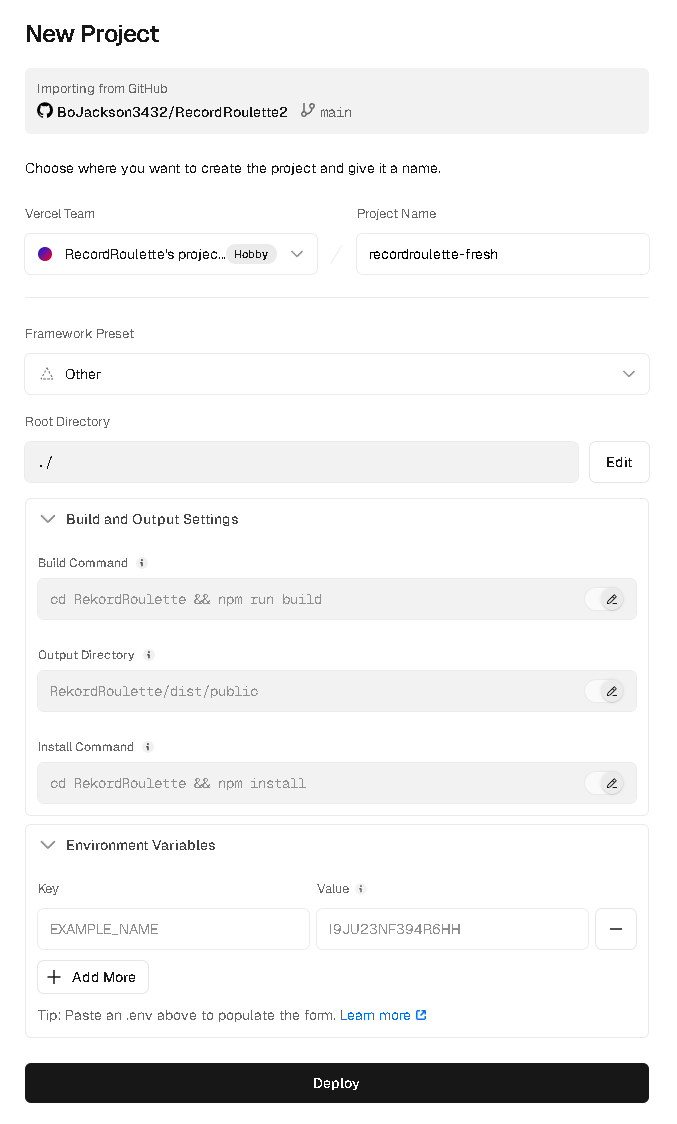 New Project
Importing from GitHub
BoJackson3432/RecordRoulette2 main
Choose where you want to create the project and give it a name.
Vercel Team
Project Name
RecordRoulette's projec... Hobby
/
recordroulette-fresh
Framework Preset
Other
Root Directory
./
Edit
Build and Output Settings
Build Command
cd RekordRoulette && npm run build
Output Directory
RekordRoulette/dist/public
Install Command
cd RekordRoulette && npm install
Environment Variables
Key
Value
EXAMPLE_NAME
I9JU23NF394R6HH
Add More
Tip: Paste an .env above to populate the form. Learn more
Deploy